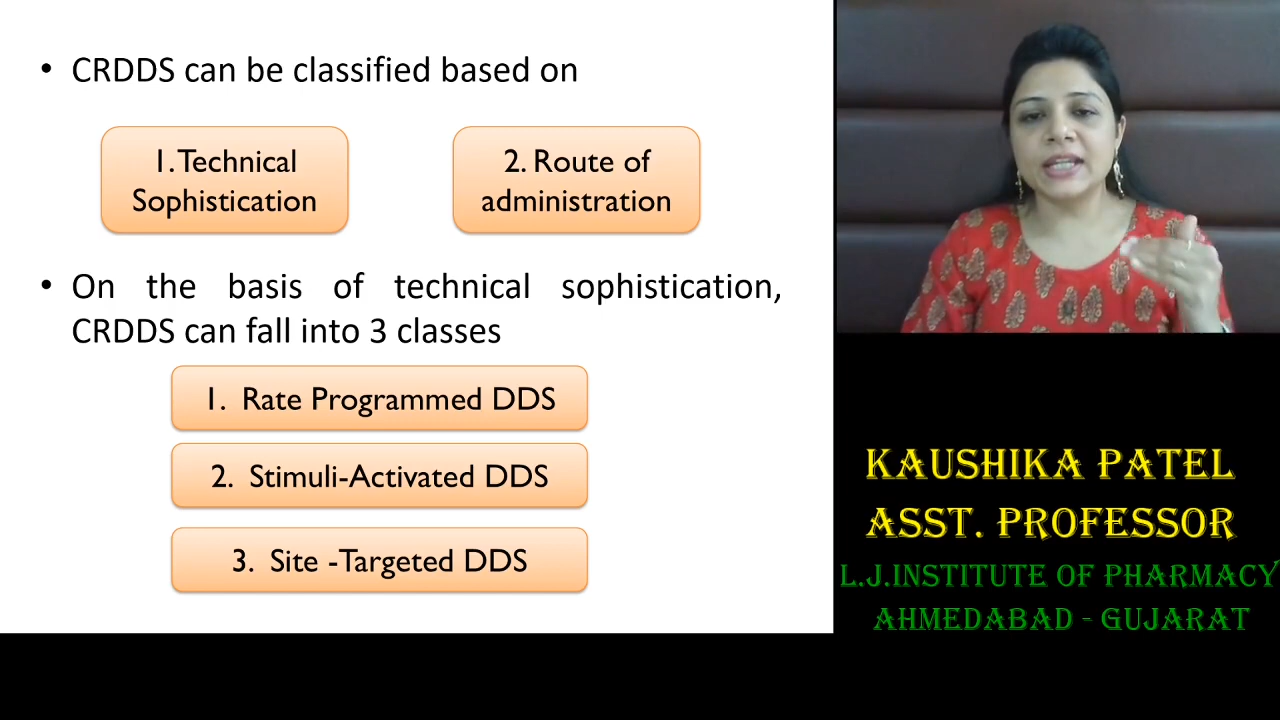 • CRDDS can be classified based on
1. Technical
Sophistication
2. Route of
administration
• On the basis of technical sophistication,
CRDDS can fall into 3 classes
1. Rate Programmed DDS
2. Stimuli-Activated DDS
3. Site -Targeted DDS
KAUSHIKA PATEL
ASST. PROFESSOR
L.J.INSTITUTE OF PHARMACY
AHMEDABAD - GUJARAT